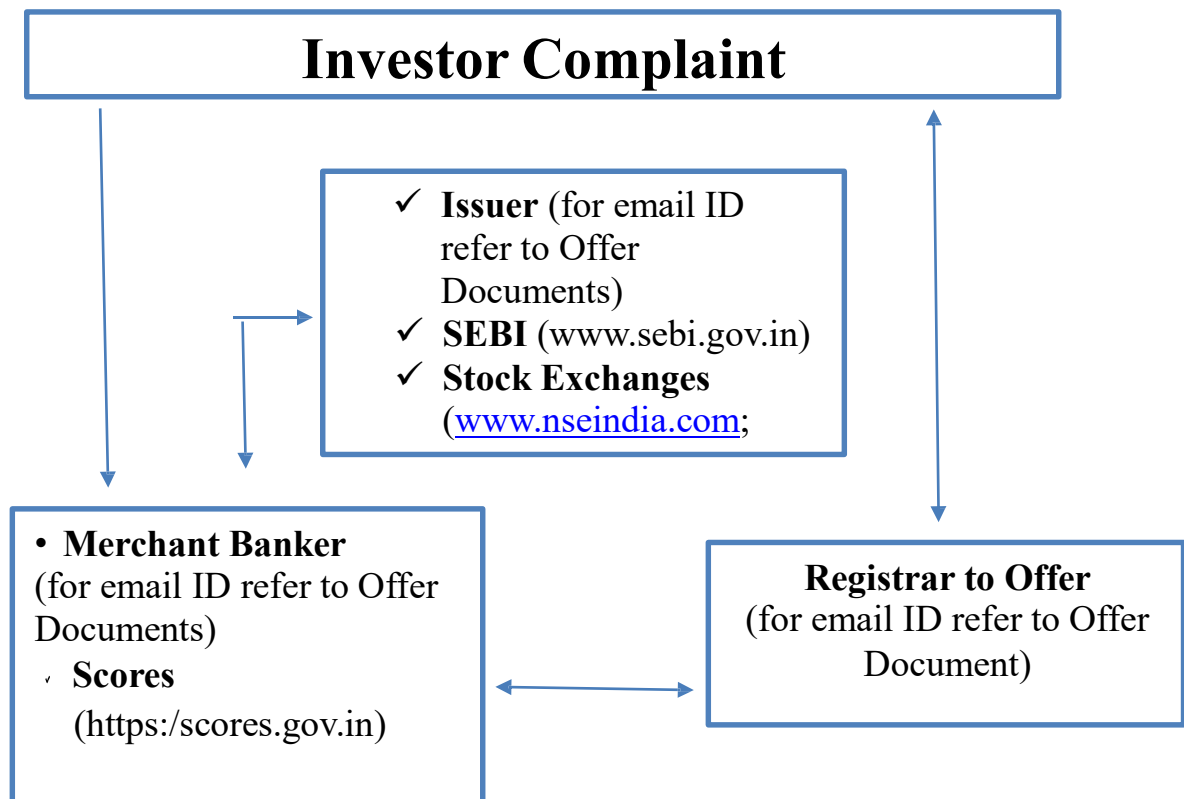 Investor Complaint
✓ Issuer (for email ID
refer to Offer
Documents)
✓ SEBI (www.sebi.gov.in)
✓ Stock Exchanges
(www.nseindia.com;
• Merchant Banker
(for email ID refer to Offer
Documents)
✓ Scores
(https:/scores.gov.in)
Registrar to Offer
(for email ID refer to Offer
Document)